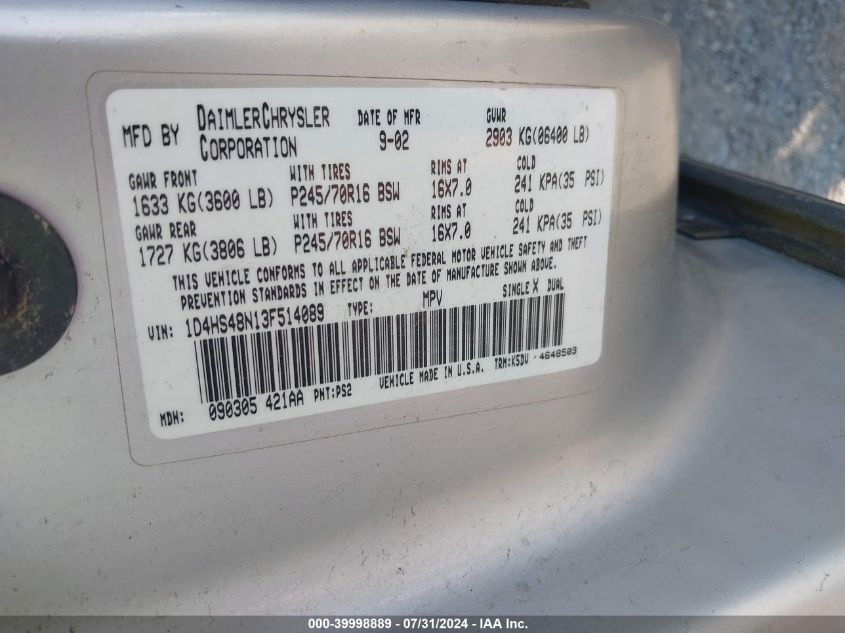 MFD BY DAIMLERCHRYSLER CORPORATION
DATE OF MFR 9-02
GVWR 2903 KG(06400 LB)
GAWR FRONT WITH TIRES RIMS AT COLD
1633 KG(3600 LB) P245/70R16 BSW 16X7.0 241 KPA(35 PSI)
GAWR REAR WITH TIRES RIMS AT COLD
1727 KG(3806 LB) P245/70R16 BSW 16X7.0 241 KPA(35 PSI)
THIS VEHICLE CONFORMS TO ALL APPLICABLE FEDERAL MOTOR VEHICLE SAFETY AND THEFT
PREVENTION STANDARDS IN EFFECT ON THE DATE OF MANUFACTURE SHOWN ABOVE.
VIN: 1D4HS48N13F514089 TYPE: MPV SINGLE X DUAL
MDH: 090305 421AA PNT:PS2 VEHICLE MADE IN U.S.A. TRM:K5DV 4648503
000-39998889 / 07/31/2024 - IAA Inc.